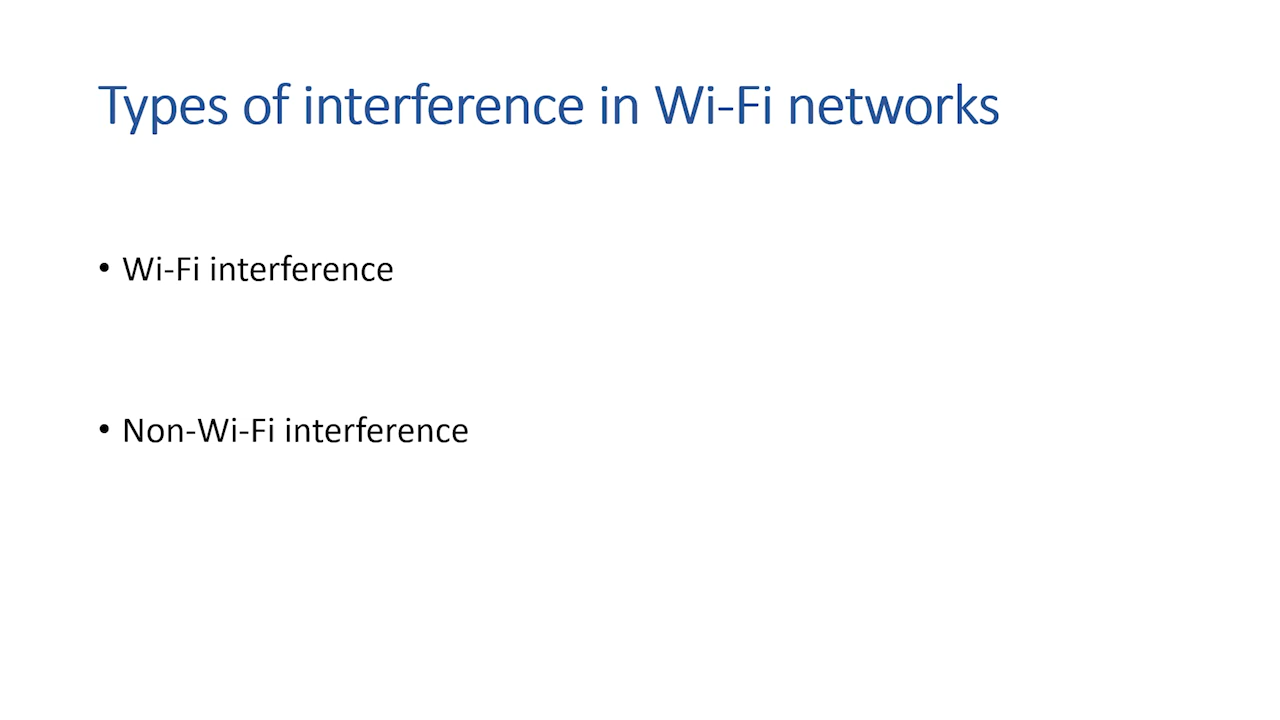 Types of interference in Wi-Fi networks
• Wi-Fi interference
• Non-Wi-Fi interference